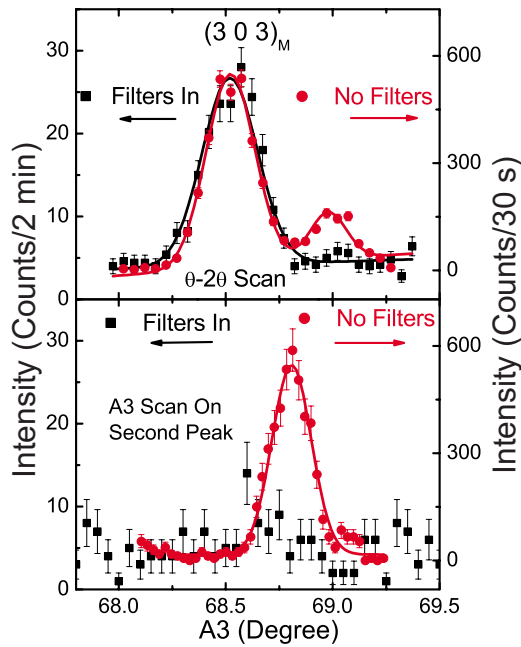 (3 0 3)M
Filters In
No Filters
θ-2θ Scan
30
20
10
0
600
300
0
Intensity (Counts/2 min)
Intensity (Counts/30 s)
Filters In
No Filters
A3 Scan On
Second Peak
30
20
10
0
600
300
0
68.0
68.5
69.0
69.5
A3 (Degree)